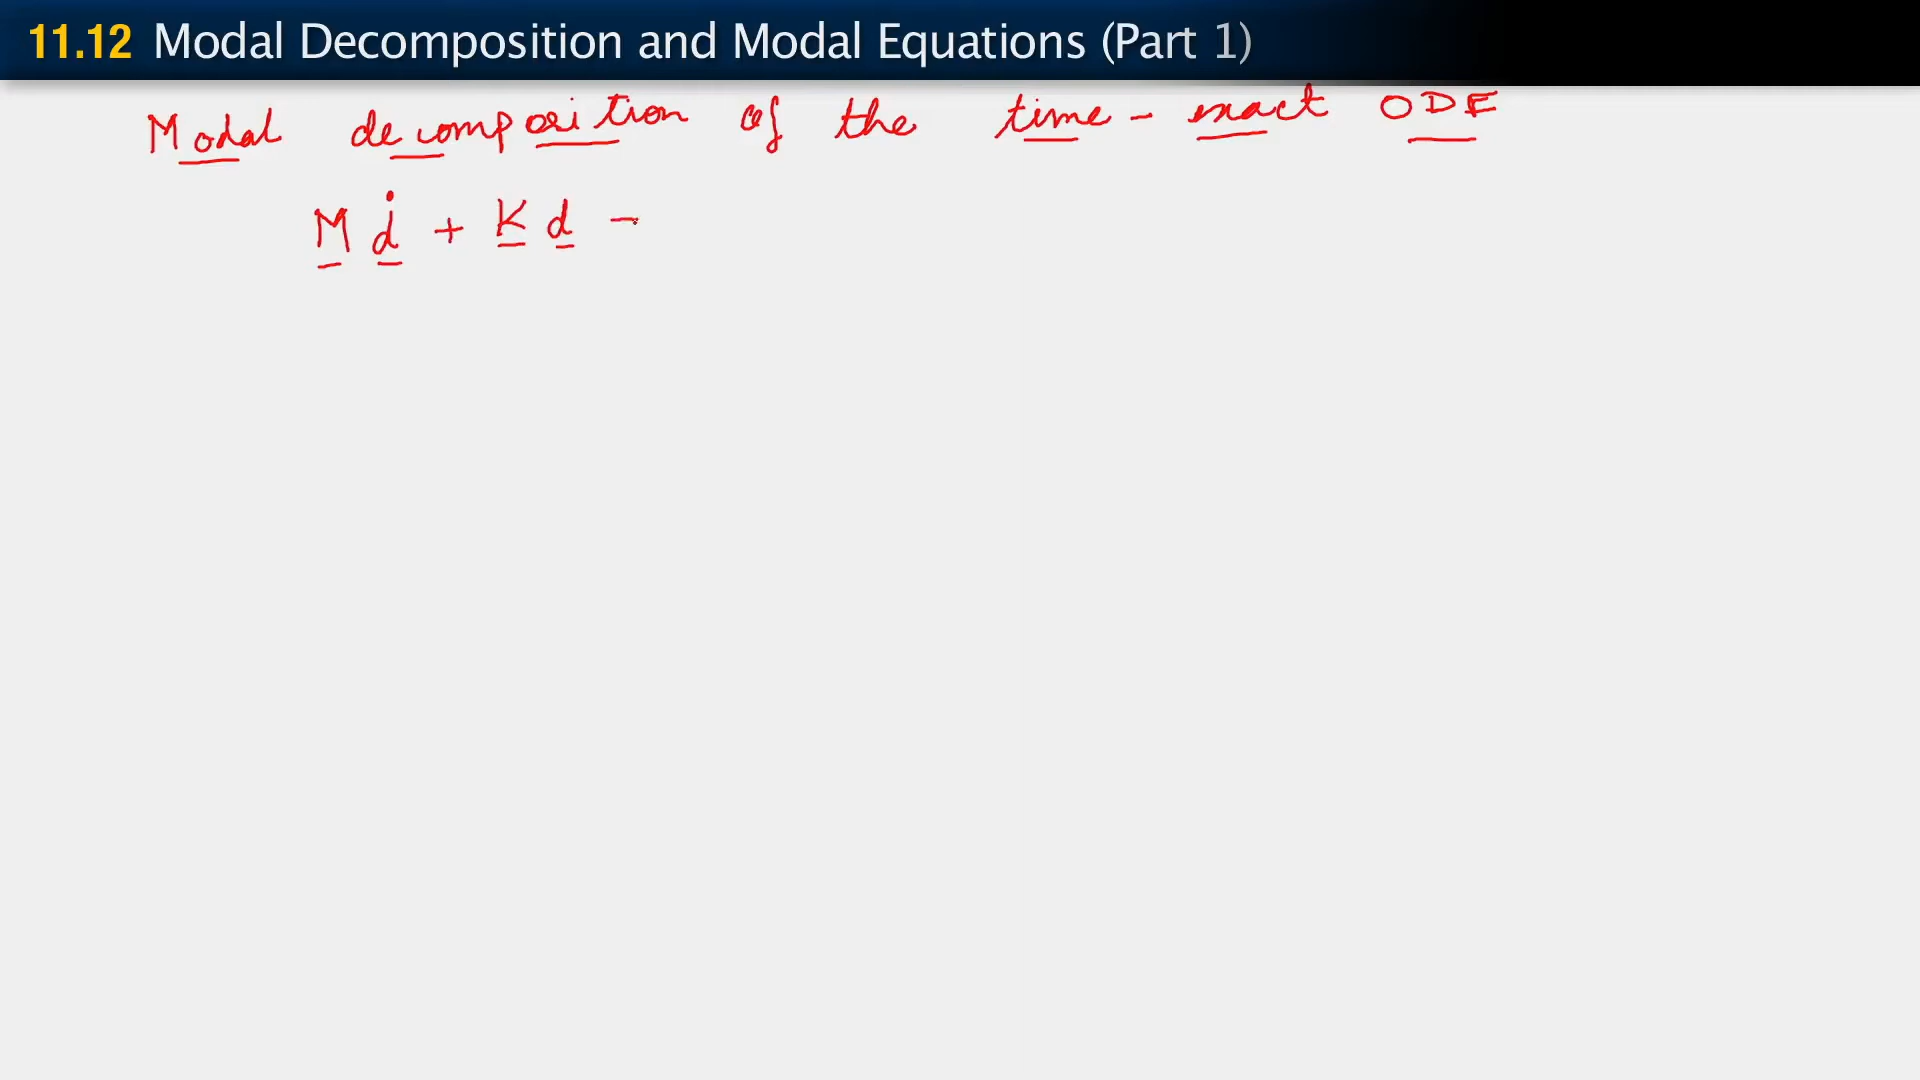 11.12 Modal Decomposition and Modal Equations (Part 1)
Modal decomposition of the time-exact ODE
M ḋ + K d -